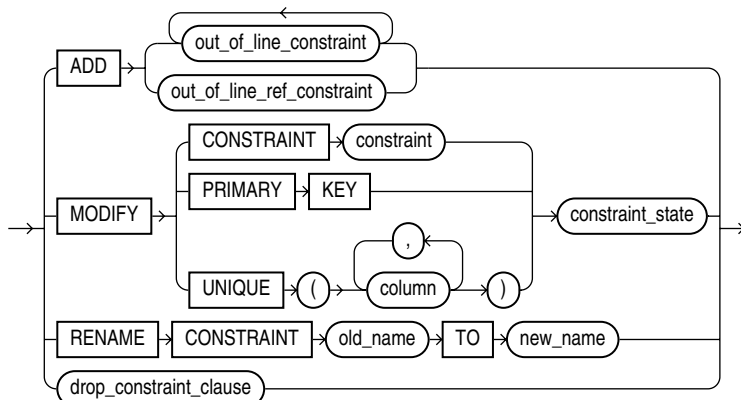 out_of_line_constraint
ADD
out_of_line_ref_constraint
CONSTRAINT constraint
PRIMARY KEY
MODIFY constraint_state
,
UNIQUE ( column )
RENAME CONSTRAINT old_name TO new_name
drop_constraint_clause